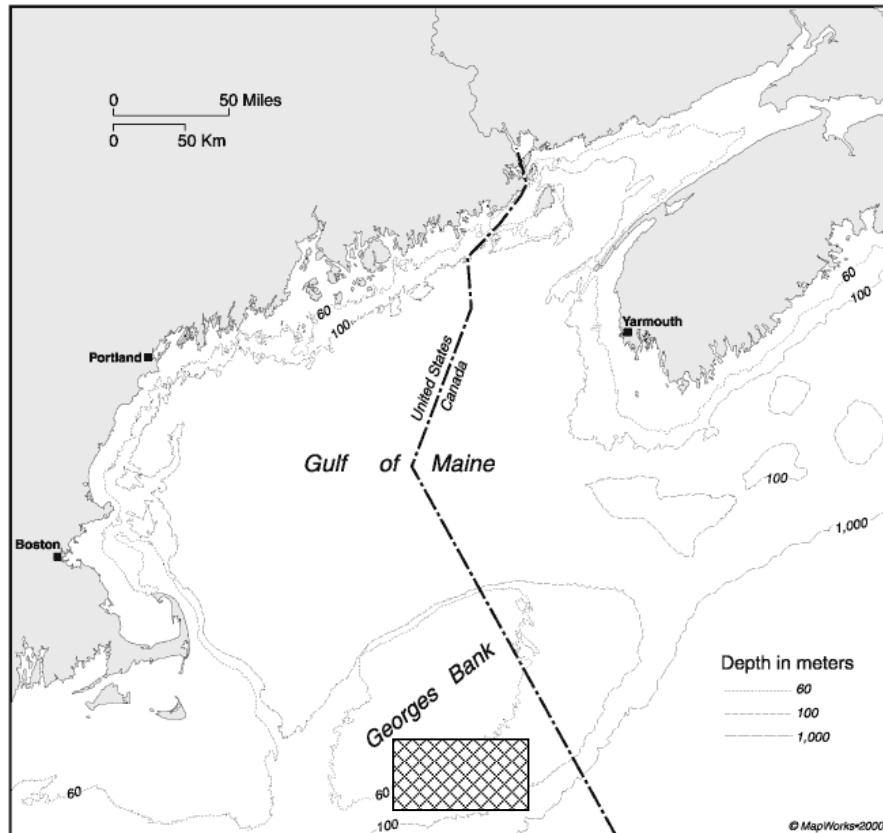 0 50 Miles
0 50 Km
60
100
Yarmouth
60
100
Portland
United States
Canada
Gulf of Maine
100
1,000
Boston
Georges Bank
Depth in meters
60
100
1,000
60
60
100
© MapWorks•2000